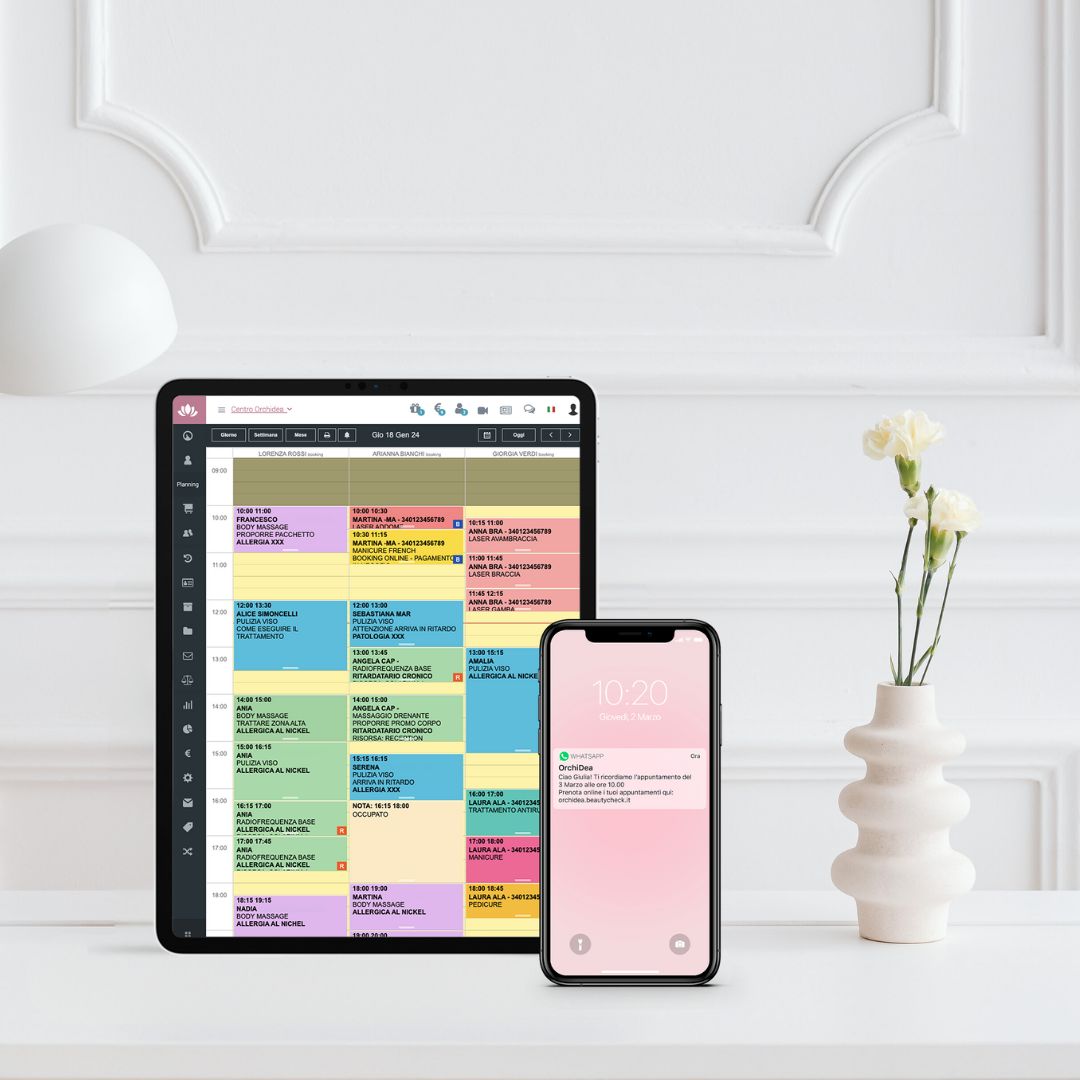 Centro Orchidea
Giorno
Settimana
Mese
Gio 18 Gen 24
Oggi
LORENZA ROSSI booking
ARIANNA BIANCHI booking
GIORGIA VERDI booking
Planning
09:00
10:00
11:00
12:00
13:00
14:00
15:00
16:00
17:00
18:00
10:00 11:00
FRANCESCO
BODY MASSAGE
PROPORRE PACCHETTO
ALLERGIA XXX
12:00 13:30
ALICE SIMONCELLI
PULIZIA VISO
COME ESEGUIRE IL
TRATTAMENTO
14:00 15:00
ANIA
BODY MASSAGE
TRATTARE ZONA ALTA
ALLERGICA AL NICKEL
15:00 16:15
ANIA
PULIZIA VISO
ALLERGICA AL NICKEL
16:15 17:00
ANIA
RADIOFREQUENZA BASE
ALLERGICA AL NICKEL
R
17:00 17:45
ANIA
RADIOFREQUENZA BASE
ALLERGICA AL NICKEL
R
18:15 19:15
NADIA
BODY MASSAGE
ALLERGICA AL NICHEL
10:00 10:30
MARTINA -MA - 340123456789
LASER ADDOM
B
10:30 11:15
MARTINA -MA - 340123456789
MANICURE FRENCH
BOOKING ONLINE - PAGAMENTO
B
12:00 13:00
SEBASTIANA MAR
PULIZIA VISO
ATTENZIONE ARRIVA IN RITARDO
PATOLOGIA XXX
13:00 13:45
ANGELA CAP -
RADIOFREQUENZA BASE
RITARDATARIO CRONICO
R
14:00 15:00
ANGELA CAP -
MASSAGGIO DRENANTE
PROPORRE PROMO CORPO
RITARDATARIO CRONICO
RISORSA: RECEPTION
15:15 16:15
SERENA
PULIZIA VISO
ARRIVA IN RITARDO
ALLERGIA XXX
NOTA: 16:15 18:00
OCCUPATO
18:00 19:00
MARTINA
BODY MASSAGE
ALLERGICA AL NICKEL
19:00 20:00
10:15 11:00
ANNA BRA - 340123456789
LASER AVAMBRACCIA
11:00 11:45
ANNA BRA - 340123456789
LASER BRACCIA
11:45 12:15
ANNA BRA - 340123456789
LASER GAMBA
13:00 15:15
AMALIA
PULIZIA VISO
ALLERGICA AL NICKE
16:00 17:00
LAURA ALA - 34012345
TRATTAMENTO ANTIRU
17:00 18:00
LAURA ALA - 34012345
MANICURE
18:00 18:45
LAURA ALA - 34012345
PEDICURE
10:20
Giovedì, 2 Marzo
WHATSAPP
Ora
OrchiDea
Ciao Giulia! Ti ricordiamo l'appuntamento del
3 Marzo alle ore 10.00
Prenota online i tuoi appuntamenti qui:
orchidea.beautycheck.it